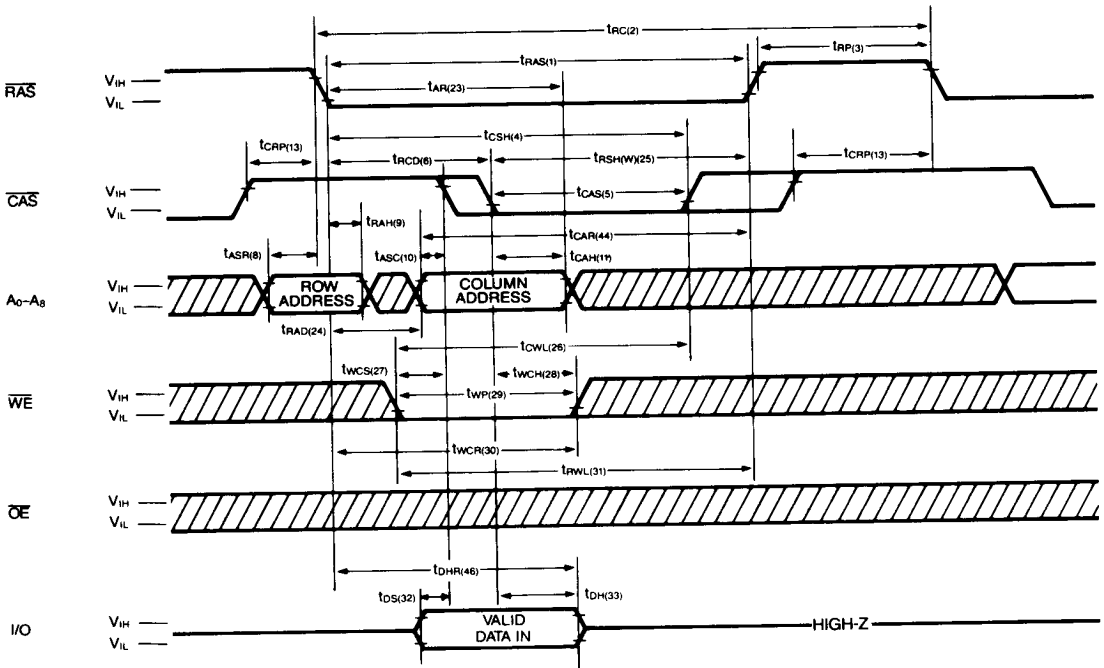 tRC(2)
tRP(3)
tRAS(1)
RAS
VIH
VIL
tAR(23)
tCSH(4)
tCRP(13)
tRCD(6)
tRSH(W)(25)
tCRP(13)
CAS
VIH
VIL
tCAS(5)
tRAH(9)
tCAR(44)
tASR(8)
tASC(10)
tCAH(11)
A0–A8
VIH
VIL
ROW
ADDRESS
COLUMN
ADDRESS
tRAD(24)
tCWL(26)
tWCS(27)
tWCH(28)
WE
VIH
VIL
tWP(29)
tWCR(30)
tRWL(31)
OE
VIH
VIL
tDHR(46)
tDS(32)
tDH(33)
I/O
VIH
VIL
VALID
DATA IN
HIGH-Z